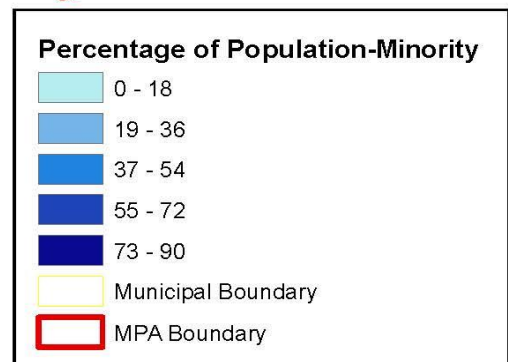 Percentage of Population-Minority
0 - 18
19 - 36
37 - 54
55 - 72
73 - 90
Municipal Boundary
MPA Boundary